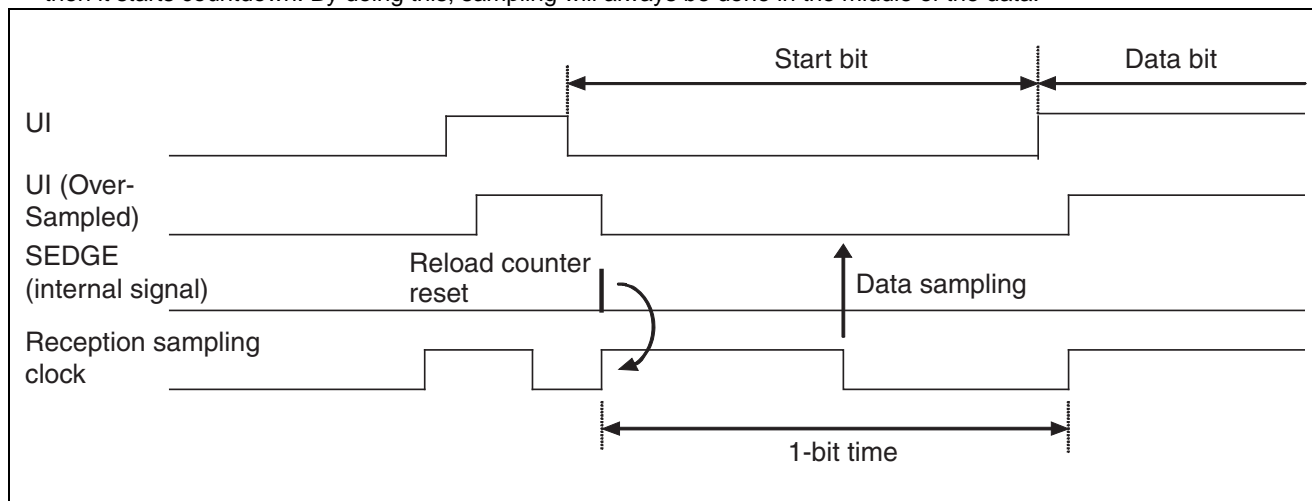 then it starts countdown. By using this, sampling will always be done in the middle of the data.
Start bit
Data bit
UI
UI (Over-
Sampled)
SEDGE
(internal signal)
Reload counter
reset
Data sampling
Reception sampling
clock
1-bit time